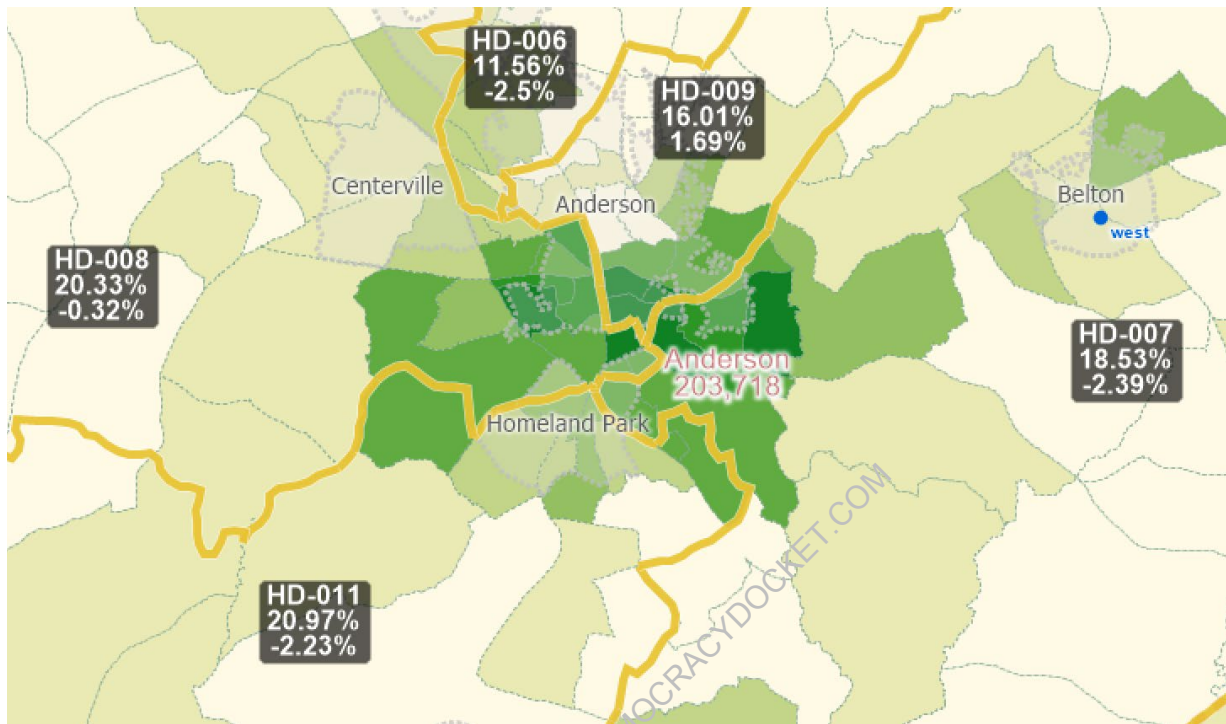 HD-006
11.56%
-2.5%
HD-009
16.01%
1.69%
Centerville
Anderson
Belton
west
HD-008
20.33%
-0.32%
HD-007
18.53%
-2.39%
Anderson
203,718
Homeland Park
HD-011
20.97%
-2.23%
MOCRACYDOCKET.COM